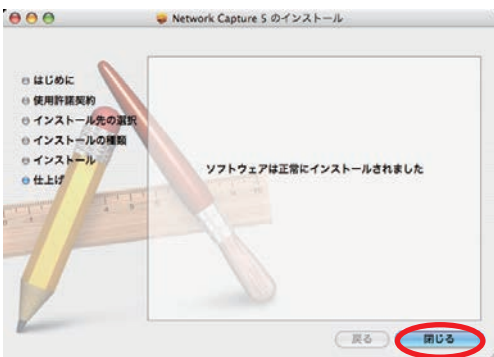 Network Capture 5 のインストール
はじめに
使用許諾契約
インストール先の選択
インストールの種類
インストール
仕上げ
ソフトウェアは正常にインストールされました
戻る
閉じる